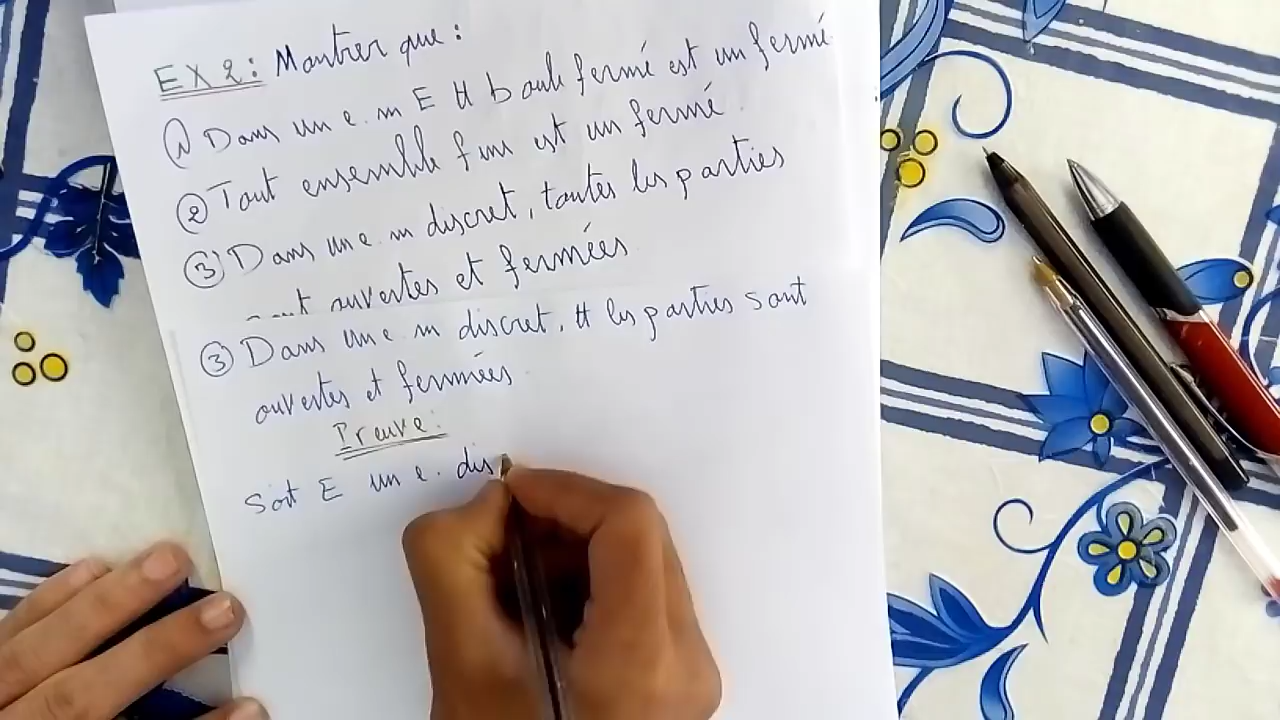 EX 2: Montrer que :
① Dans un e.m E ∀ boule fermé est un fermé
② Tout ensemble fini est un fermé.
③ Dans un e.m discret, toutes les parties
sont ouvertes et fermées
③ Dans un e m discret, ∀ les parties sont
ouvertes et fermées.
Preuve:
Soit E un e. dis